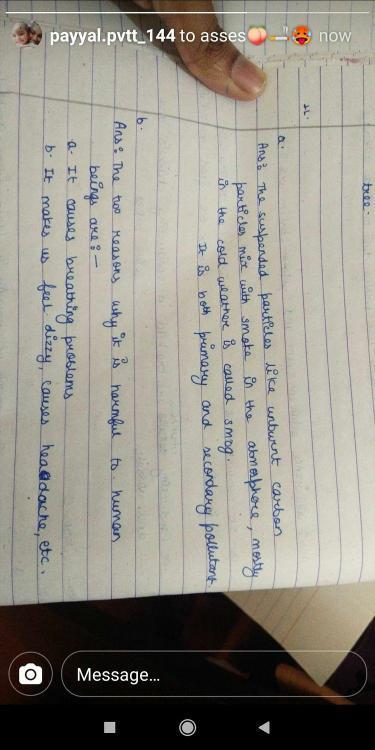 payyal.pvtt_144 to asses🍑🚬🥵 now
tree.
4.
a.
Ans: The suspended particles like unburnt carbon
particles mix with smoke in the atmosphere, mostly
in the cold weather is called smog.
It is both primary and secondary pollutant
b.
Ans: The two reasons why it is harmful to human
beings are:-
a. It causes breathing problems
b. It makes us feel dizzy, causes headache, etc.
Message...